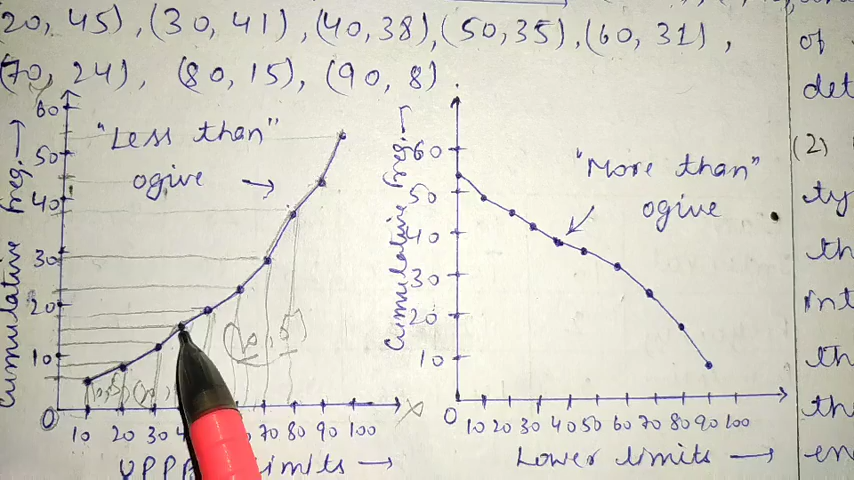 (20, 45), (30, 41), (40, 38), (50, 35), (60, 31),
(70, 24), (80, 15), (90, 8)
"Less than"
ogive
Cumulative Freq.
60
50
40
30
20
10
0
10 20 30 70 80 90 100
Limits
X
"More than"
ogive
Cumulative Freq.
60
50
40
30
20
10
0
10 20 30 40 50 60 70 80 90 100
Lower limits
of
det
(2)
ty
th
int
th
the
en